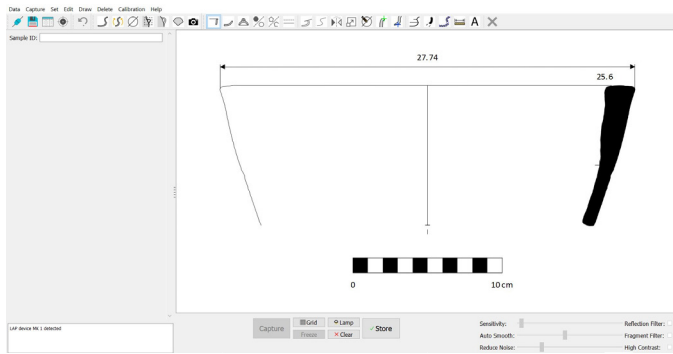 Data Capture Set Edit Draw Delete Calibration Help
A
Sample ID:
27.74
25.6
0 10 cm
LAP device MK 1 detected
Capture
Grid
Lamp
Freeze
Clear
Store
Sensitivity:
Reflection Filter:
Auto Smooth:
Fragment Filter:
Reduce Noise:
High Contrast: